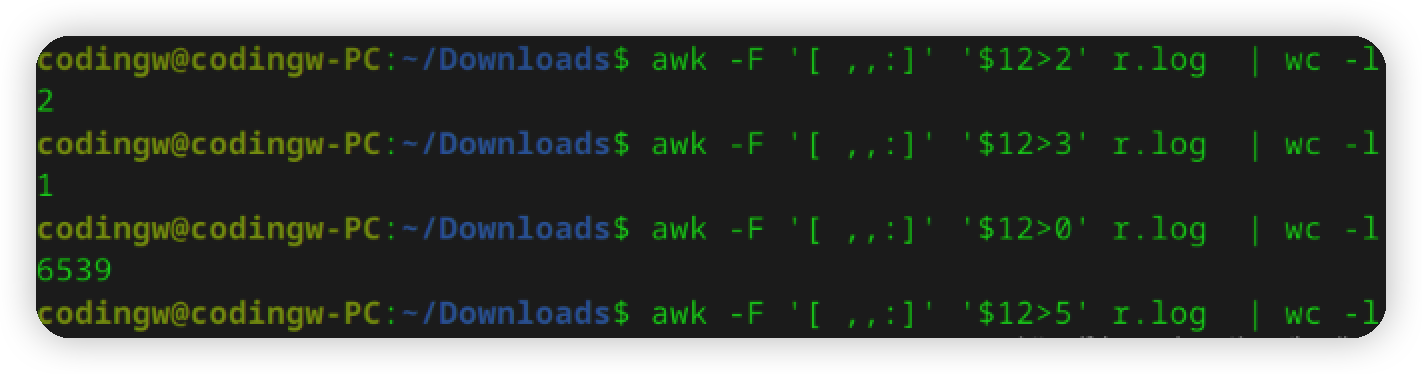 codingw@codingw-PC:~/Downloads$ awk -F '[ ,,:]' '$12>2' r.log  | wc -l
2
codingw@codingw-PC:~/Downloads$ awk -F '[ ,,:]' '$12>3' r.log  | wc -l
1
codingw@codingw-PC:~/Downloads$ awk -F '[ ,,:]' '$12>0' r.log  | wc -l
6539
codingw@codingw-PC:~/Downloads$ awk -F '[ ,,:]' '$12>5' r.log  | wc -l